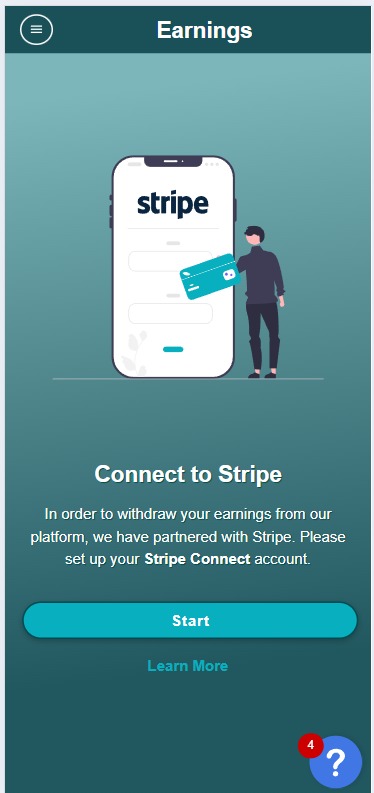 Earnings
stripe
Connect to Stripe
In order to withdraw your earnings from our
platform, we have partnered with Stripe. Please
set up your Stripe Connect account.
Start
Learn More
4
?